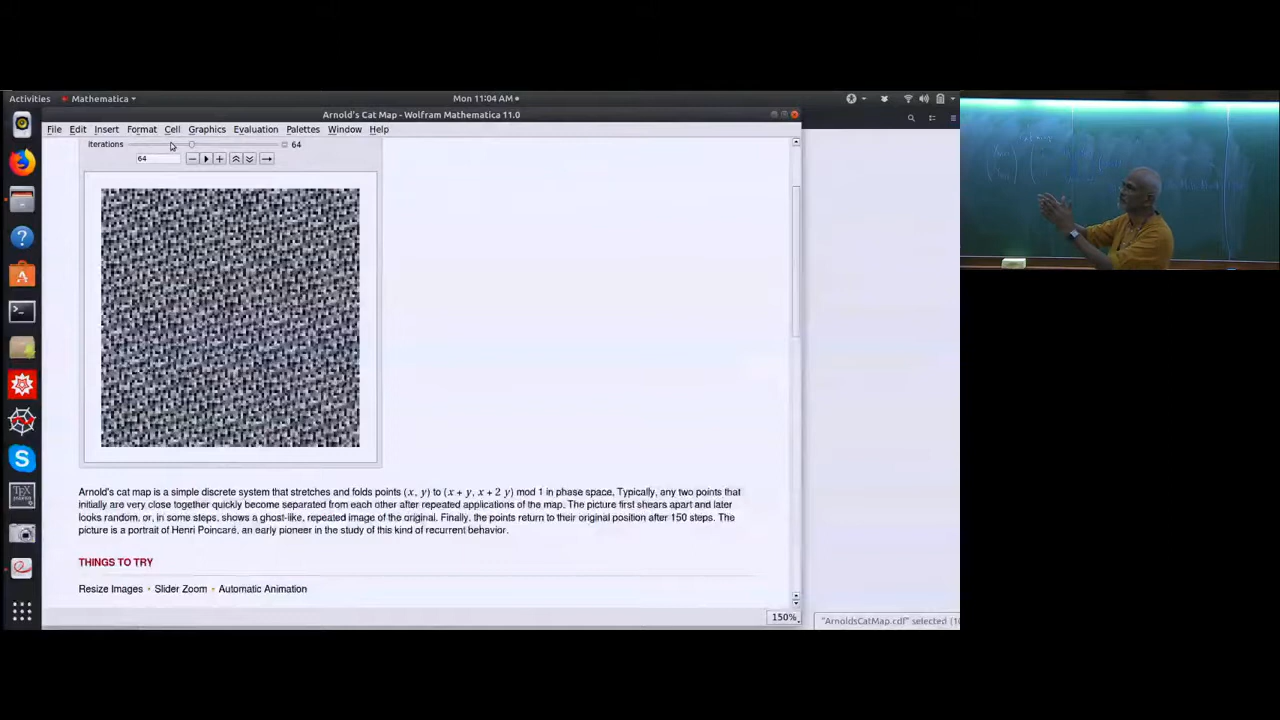 Activities
Mathematica
Mon 11:04 AM
Arnold's Cat Map - Wolfram Mathematica 11.0
File Edit Insert Format Cell Graphics Evaluation Palettes Window Help
Iterations 64
64
Arnold's cat map is a simple discrete system that stretches and folds points (x, y) to (x + y, x + 2 y) mod 1 in phase space. Typically, any two points that
initially are very close together quickly become separated from each other after repeated applications of the map. The picture first shears apart and later
looks random, or, in some steps, shows a ghost-like, repeated image of the original. Finally, the points return to their original position after 150 steps. The
picture is a portrait of Henri Poincaré, an early pioneer in the study of this kind of recurrent behavior.
THINGS TO TRY
Resize Images • Slider Zoom • Automatic Animation
150%
"ArnoldsCatMap.cdf" selected